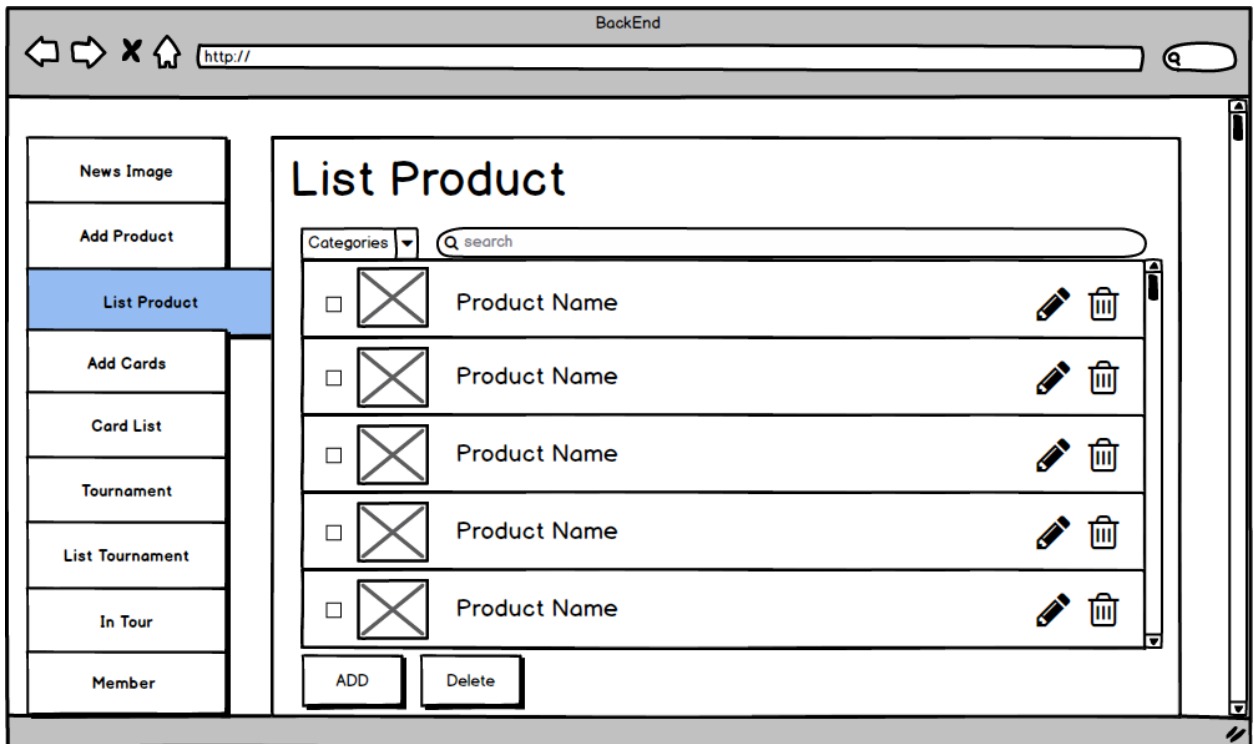 BackEnd
http://
News Image
Add Product
List Product
Add Cards
Card List
Tournament
List Tournament
In Tour
Member
List Product
Categories
search
Product Name
Product Name
Product Name
Product Name
Product Name
ADD
Delete